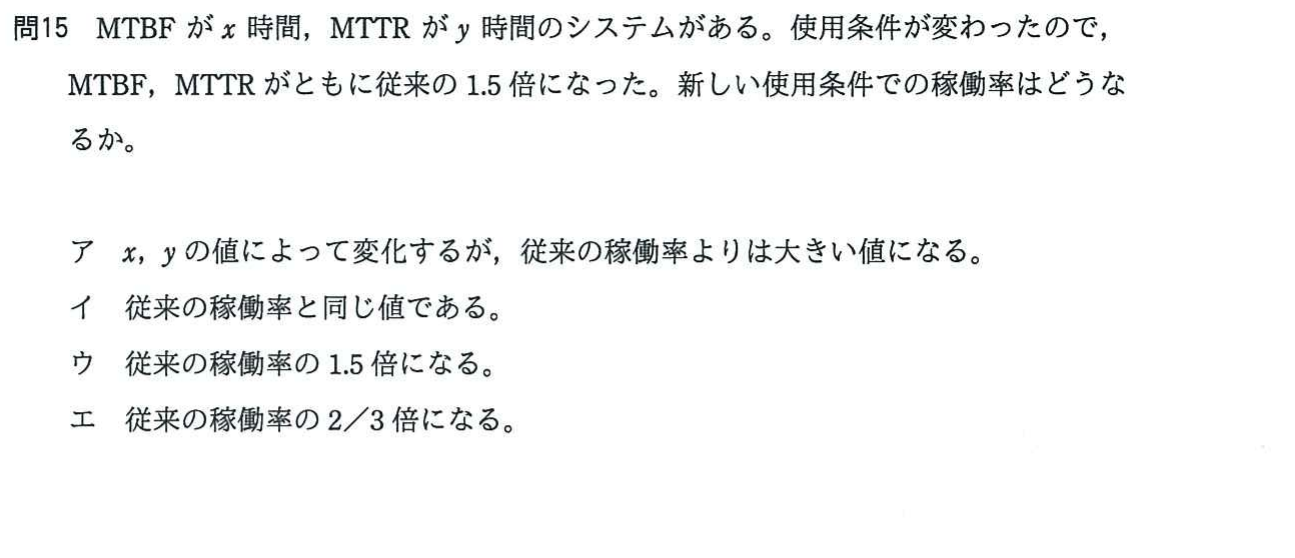 問15 MTBF が x 時間，MTTR が y 時間のシステムがある。使用条件が変わったので，
MTBF，MTTR がともに従来の 1.5 倍になった。新しい使用条件での稼働率はどうな
るか。
ア x，y の値によって変化するが，従来の稼働率よりは大きい値になる。
イ 従来の稼働率と同じ値である。
ウ 従来の稼働率の 1.5 倍になる。
エ 従来の稼働率の 2／3 倍になる。